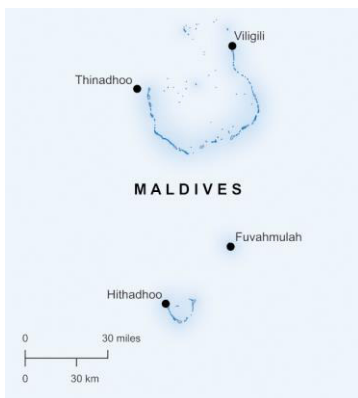 Viligili
Thinadhoo
MALDIVES
Fuvahmulah
Hithadhoo
0 30 miles
0 30 km